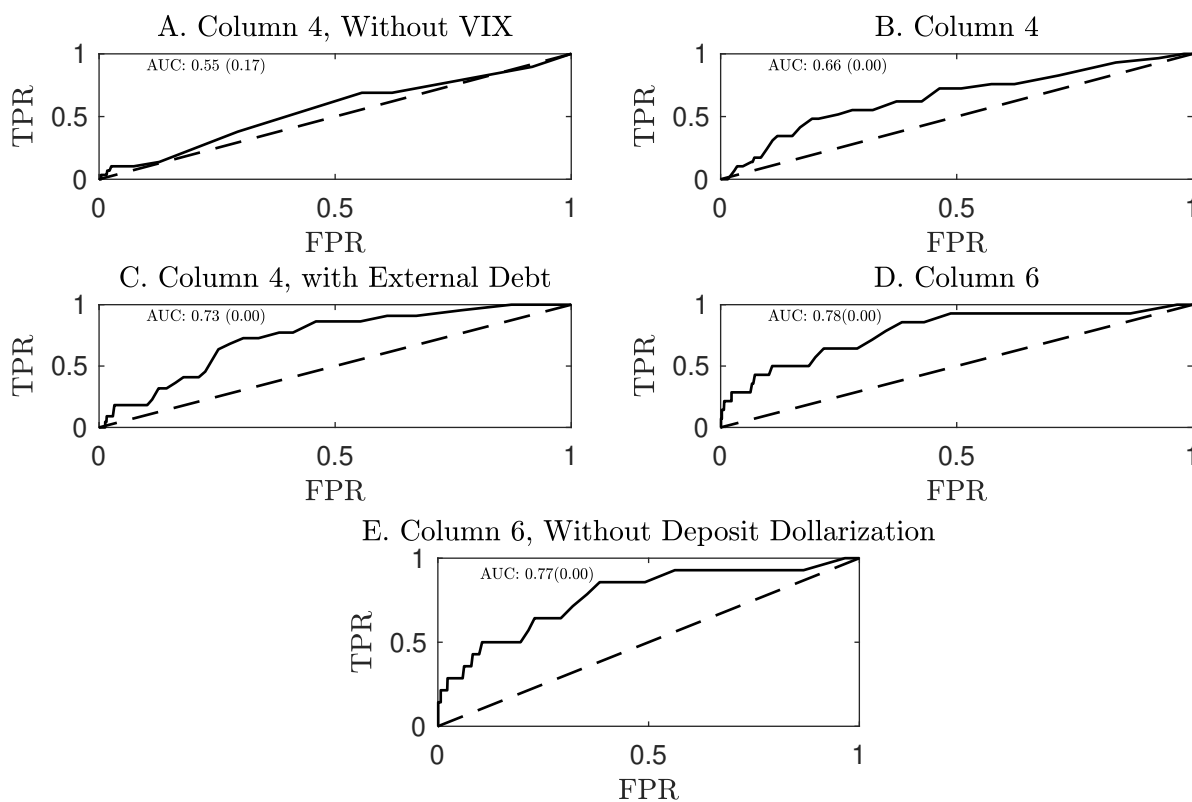 A. Column 4, Without VIX
AUC: 0.55 (0.17)
TPR
1
0.5
0
0
0.5
1
FPR
B. Column 4
AUC: 0.66 (0.00)
TPR
1
0.5
0
0
0.5
1
FPR
C. Column 4, with External Debt
AUC: 0.73 (0.00)
TPR
1
0.5
0
0
0.5
1
FPR
D. Column 6
AUC: 0.78(0.00)
TPR
1
0.5
0
0
0.5
1
FPR
E. Column 6, Without Deposit Dollarization
AUC: 0.77(0.00)
TPR
1
0.5
0
0
0.5
1
FPR